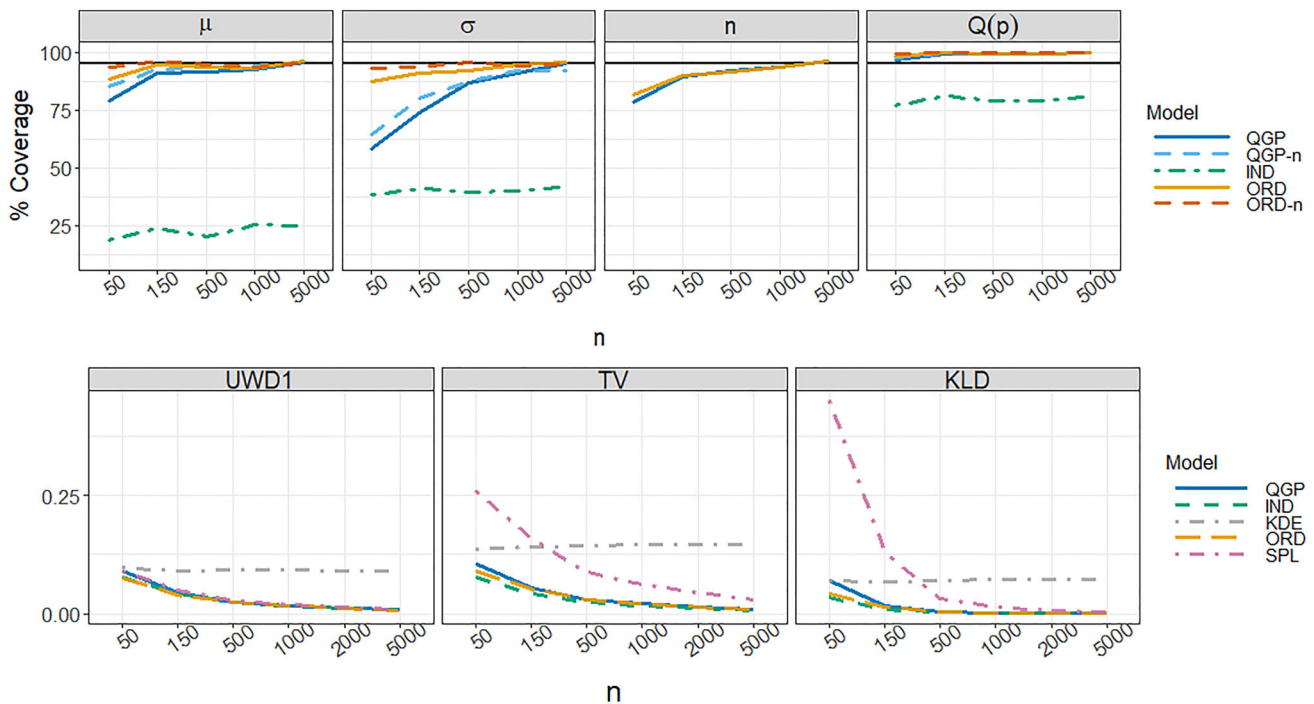 μ σ n Q(p)
100
75
50
25
% Coverage
50 150 500 1000 5000 50 150 500 1000 5000 50 150 500 1000 5000 50 150 500 1000 5000
n
Model
QGP
QGP-n
IND
ORD
ORD-n
UWD1 TV KLD
0.25
0.00
50 150 500 1000 2000 5000 50 150 500 1000 2000 5000 50 150 500 1000 2000 5000
n
Model
QGP
IND
KDE
ORD
SPL